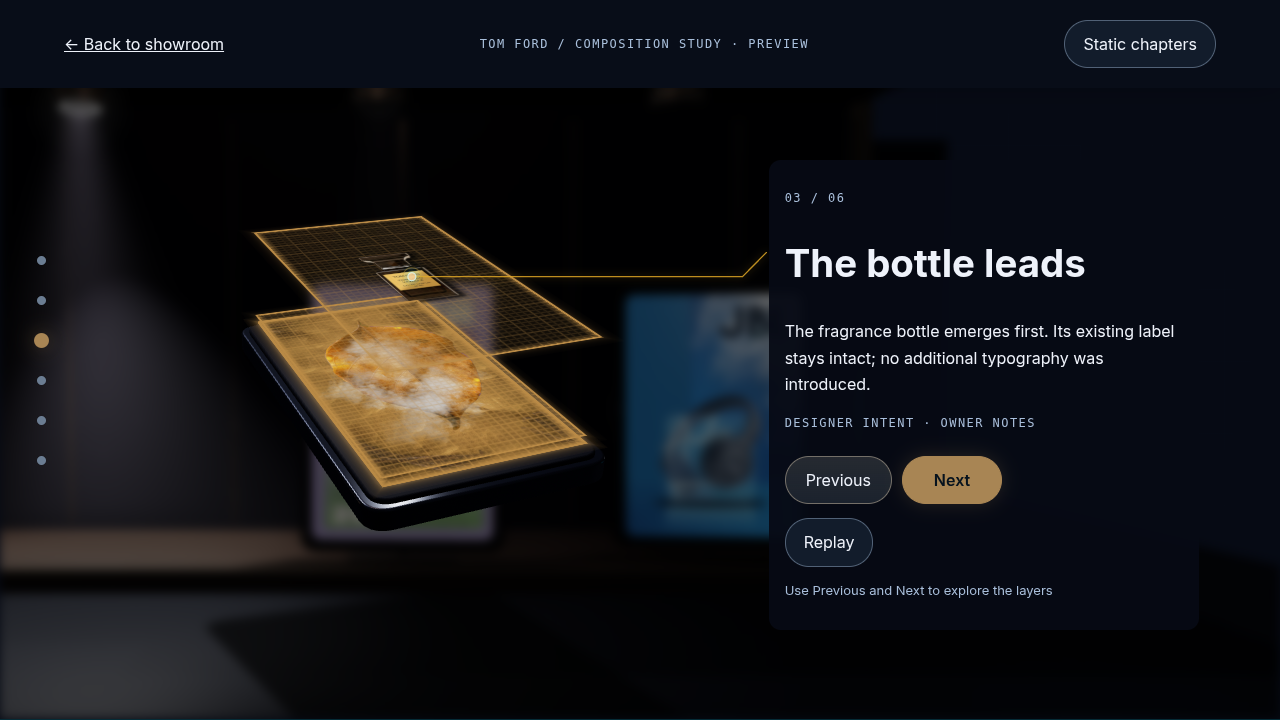 ← Back to showroom
TOM FORD / COMPOSITION STUDY · PREVIEW
Static chapters
03 / 06
The bottle leads
The fragrance bottle emerges first. Its existing label
stays intact; no additional typography was
introduced.
DESIGNER INTENT · OWNER NOTES
Previous
Next
Replay
Use Previous and Next to explore the layers